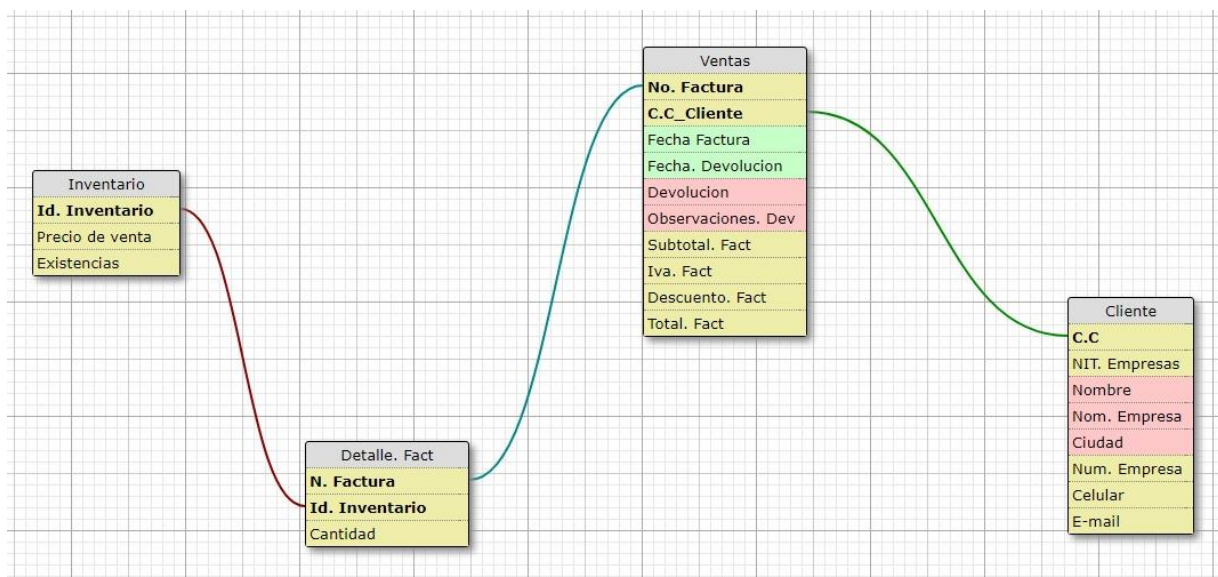 Ventas
No. Factura
C.C_Cliente
Fecha Factura
Fecha. Devolucion
Devolucion
Observaciones. Dev
Subtotal. Fact
Iva. Fact
Descuento. Fact
Total. Fact
Inventario
Id. Inventario
Precio de venta
Existencias
Cliente
C.C
NIT. Empresas
Nombre
Nom. Empresa
Ciudad
Num. Empresa
Celular
E-mail
Detalle. Fact
N. Factura
Id. Inventario
Cantidad